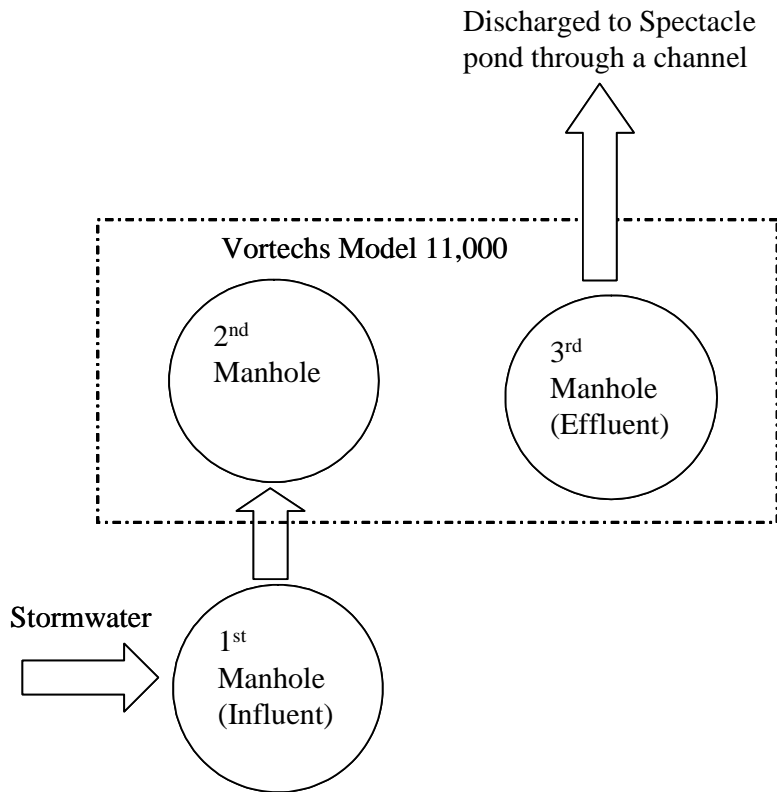 Discharged to Spectacle
pond through a channel
Vortechs Model 11,000
2nd
Manhole
3rd
Manhole
(Effluent)
Stormwater
1st
Manhole
(Influent)